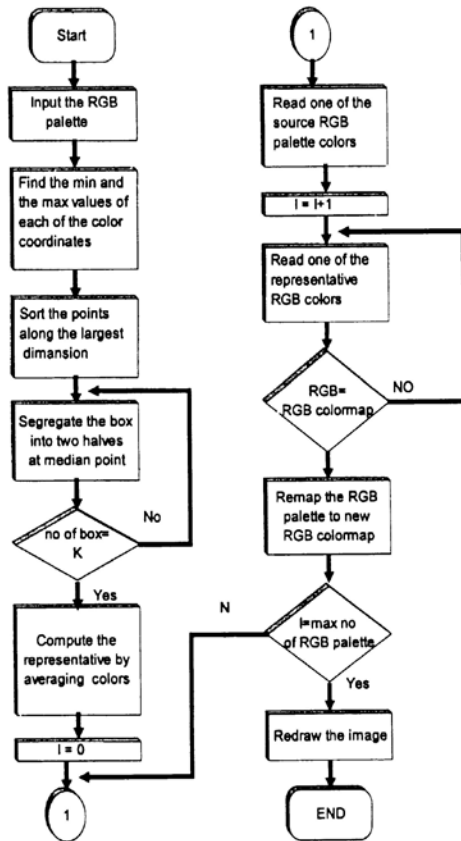 Start
Input the RGB
palette
Find the min and
the max values of
each of the color
coordinates
Sort the points
along the largest
dimansion
Segregate the box
into two halves
at median point
no of box=
K
No
Yes
Compute the
representative by
averaging colors
I = 0
1
1
Read one of the
source RGB
palette colors
I = I+1
Read one of the
representative
RGB colors
RGB=
RGB colormap
NO
Remap the RGB
palette to new
RGB colormap
I=max no
of RGB palette
N
Yes
Redraw the image
END